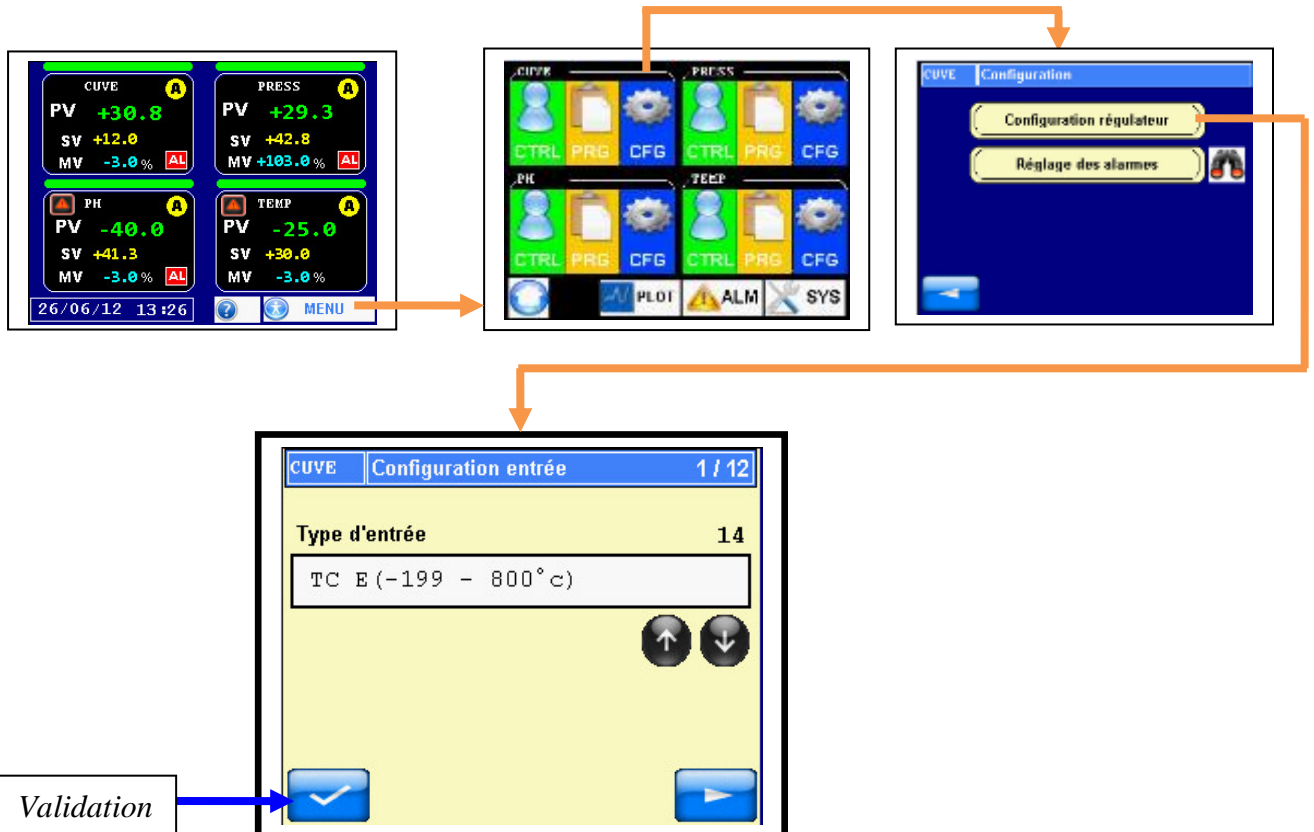 CUVE A PRESS A
PV +30.8 PV +29.3
SV +12.0 SV +42.8
MV -3.0% AL MV +103.0% AL
PH A TEMP A
PV -40.0 PV -25.0
SV +41.3 SV +30.0
MV -3.0% AL MV -3.0%
26/06/12 13:26 ? MENU
CUVE PRESS
CTRL PRG CFG CTRL PRG CFG
PH TEMP
CTRL PRG CFG CTRL PRG CFG
PLOT ALM SYS
CUVE Configuration
Configuration régulateur
Réglage des alarmes
CUVE Configuration entrée 1 / 12
Type d'entrée 14
TC E(-199 - 800°c)
Validation